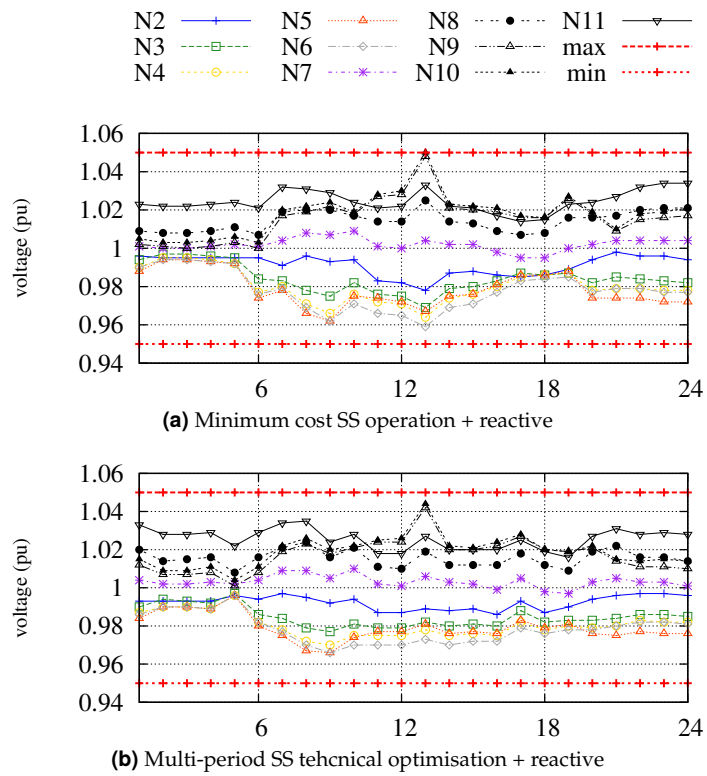 N2 N5 N8 N11
N3 N6 N9 max
N4 N7 N10 min
1.06
1.04
1.02
1
0.98
0.96
0.94
voltage (pu)
6 12 18 24
(a) Minimum cost SS operation + reactive
1.06
1.04
1.02
1
0.98
0.96
0.94
voltage (pu)
6 12 18 24
(b) Multi-period SS tehcnical optimisation + reactive